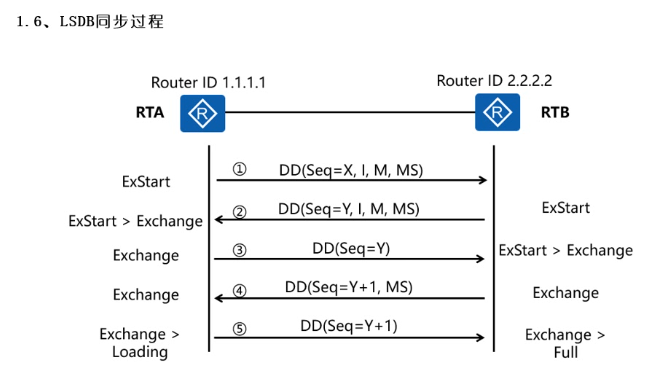 1.6、LSDB同步过程
Router ID 1.1.1.1
Router ID 2.2.2.2
RTA
R
R
RTB
① DD(Seq=X, I, M, MS)
ExStart
② DD(Seq=Y, I, M, MS)
ExStart
ExStart > Exchange
③ DD(Seq=Y)
ExStart > Exchange
Exchange
④ DD(Seq=Y+1, MS)
Exchange
Exchange
⑤ DD(Seq=Y+1)
Exchange >
Loading
Exchange >
Full